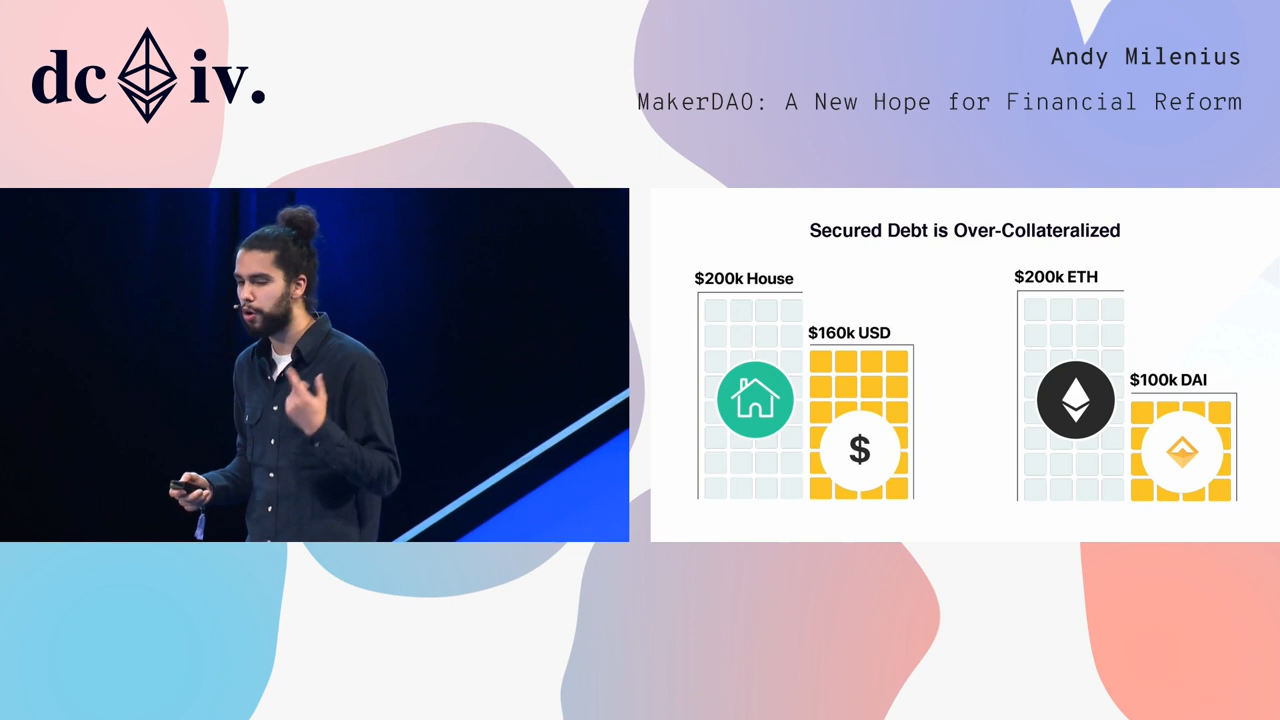 dc iv.
Andy Milenius
MakerDAO: A New Hope for Financial Reform
Secured Debt is Over-Collateralized
$200k House
$160k USD
$
$200k ETH
$100k DAI